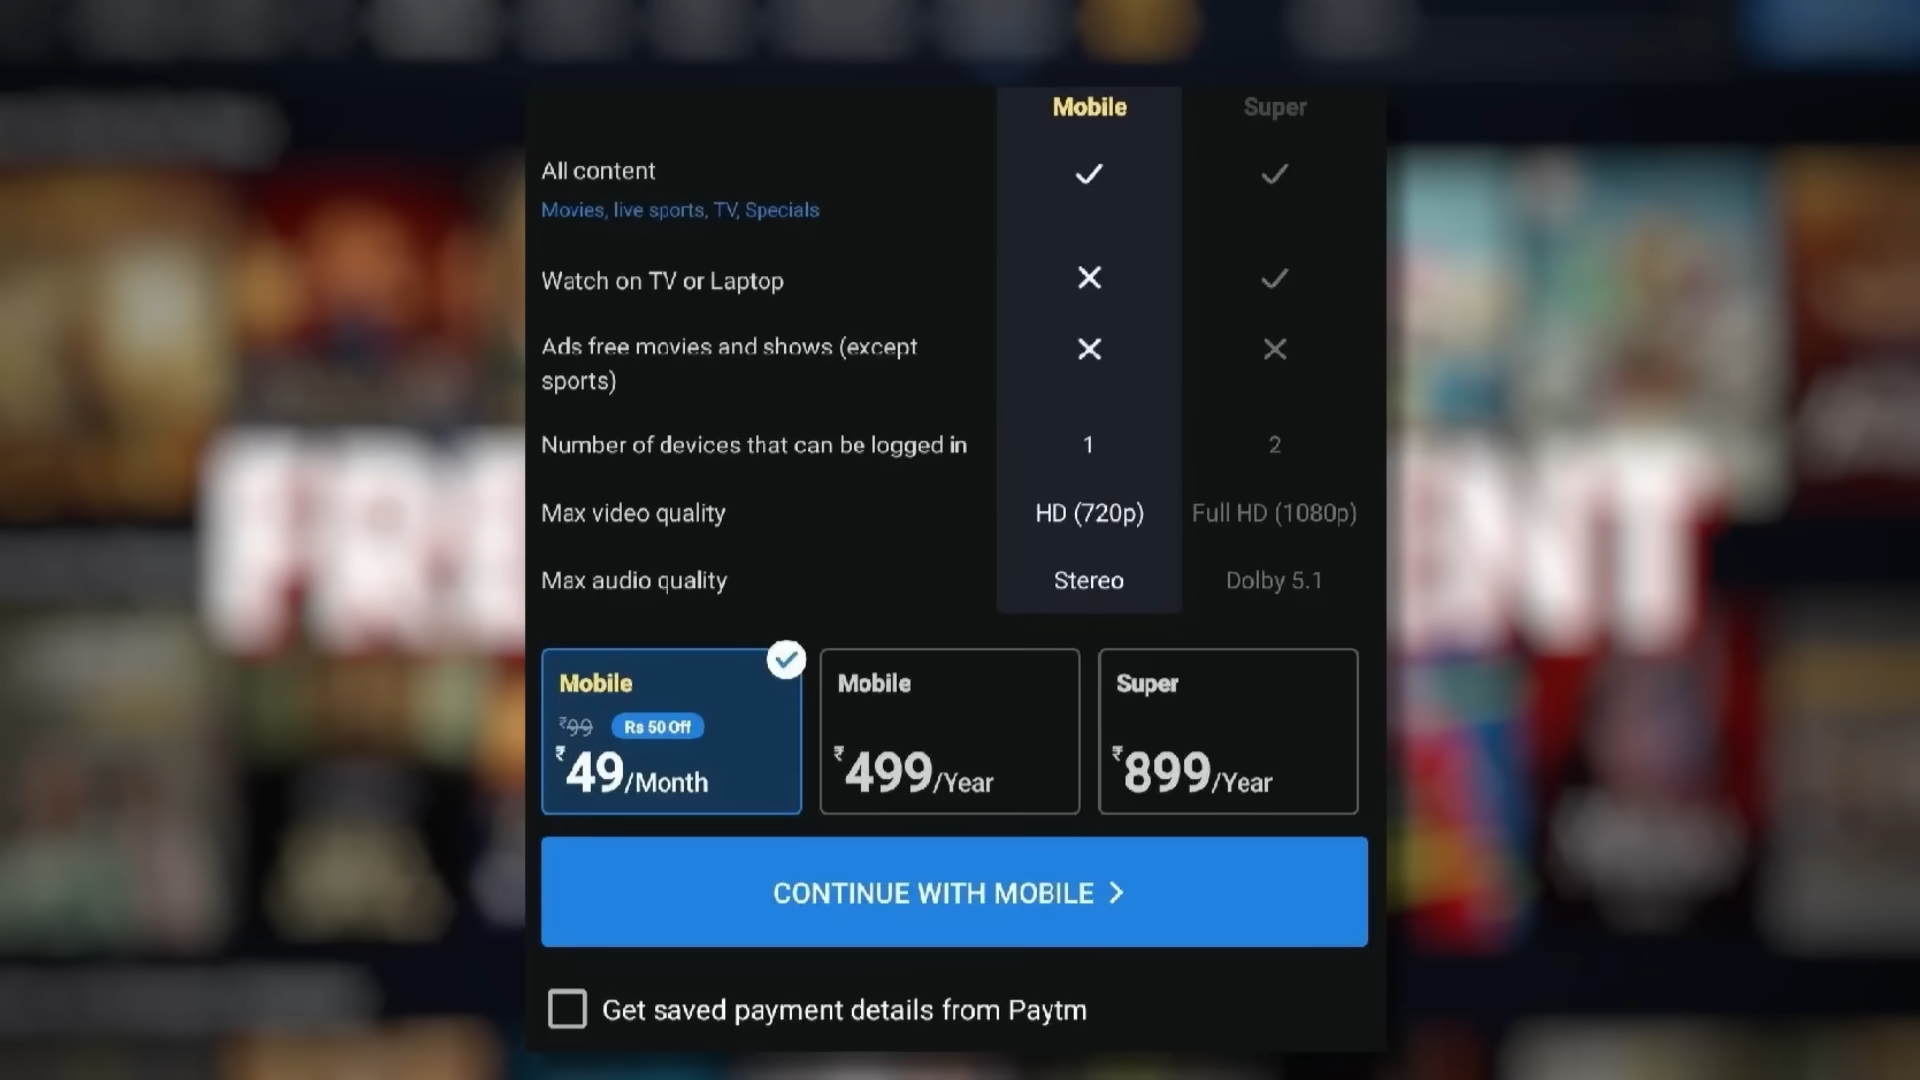 Mobile Super
All content
Movies, live sports, TV, Specials
Watch on TV or Laptop
Ads free movies and shows (except
sports)
Number of devices that can be logged in 1 2
Max video quality HD (720p) Full HD (1080p)
Max audio quality Stereo Dolby 5.1
Mobile
₹99 Rs 50 Off
₹49/Month
Mobile
₹499/Year
Super
₹899/Year
CONTINUE WITH MOBILE >
Get saved payment details from Paytm